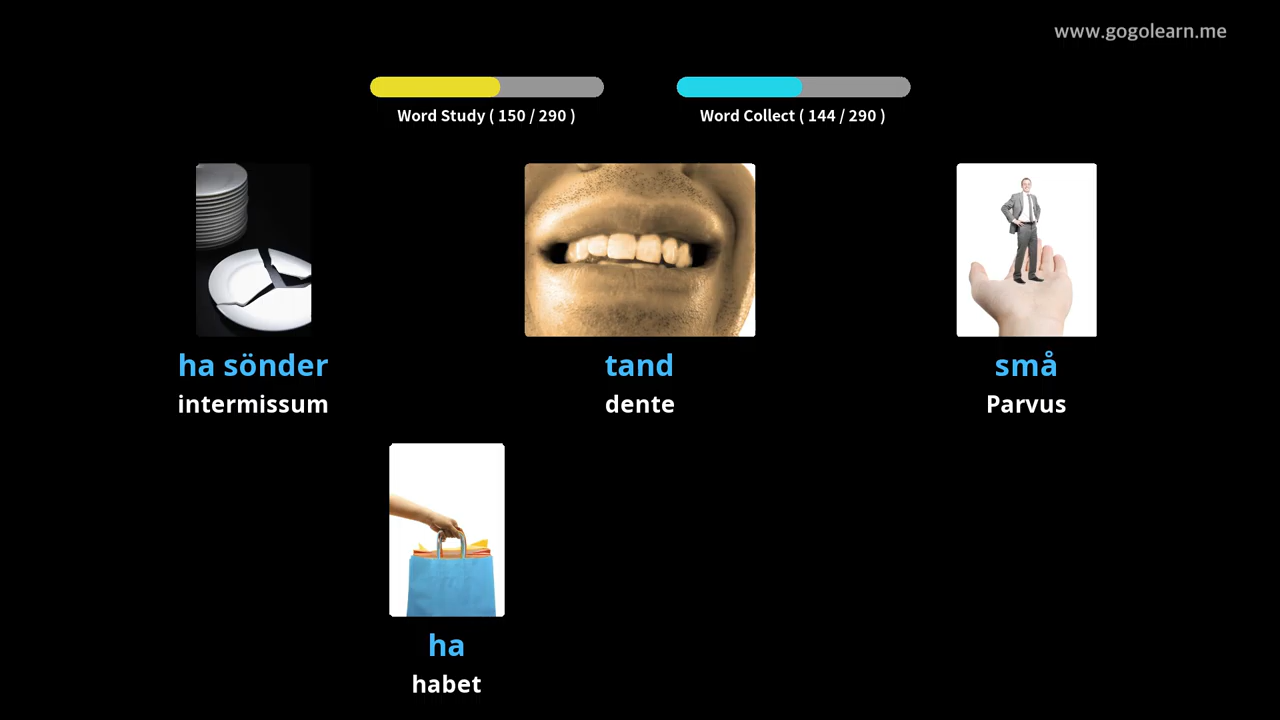 www.gogolearn.me
Word Study ( 150 / 290 )
Word Collect ( 144 / 290 )
ha sönder
intermissum
tand
dente
små
Parvus
ha
habet